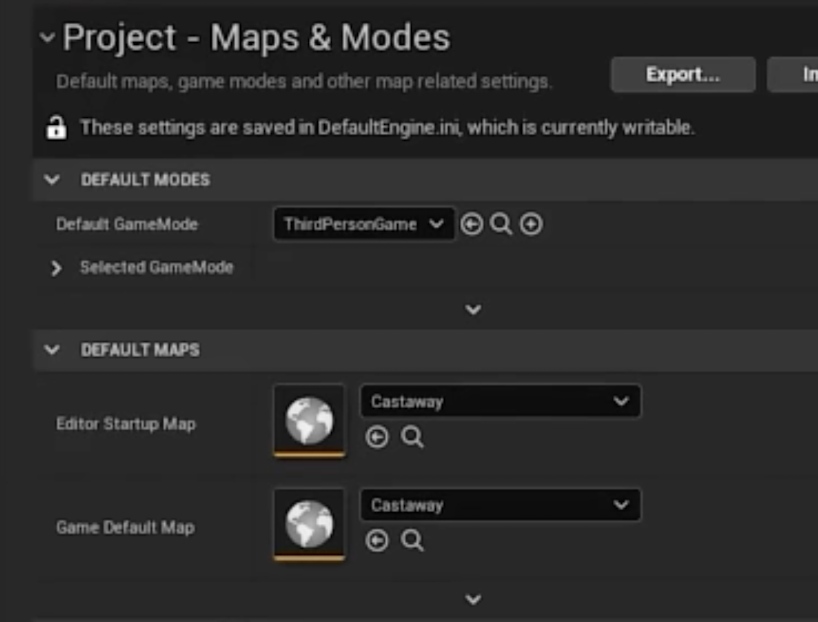 Project - Maps & Modes
Default maps, game modes and other map related settings.
Export...
These settings are saved in DefaultEngine.ini, which is currently writable.
DEFAULT MODES
Default GameMode
ThirdPersonGame
Selected GameMode
DEFAULT MAPS
Editor Startup Map
Castaway
Game Default Map
Castaway